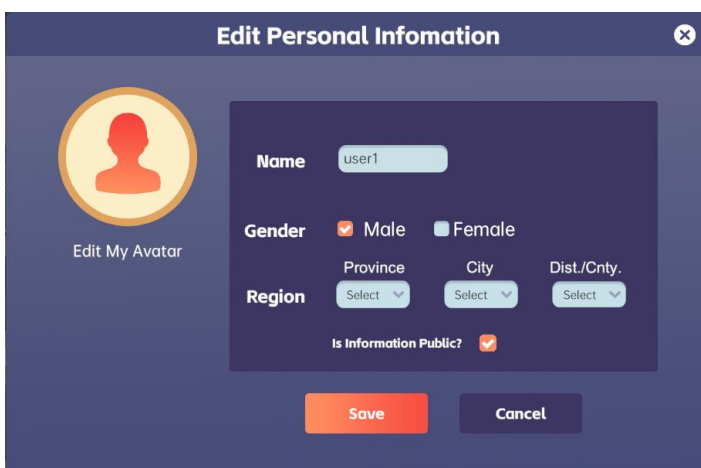 Edit Personal Infomation
Edit My Avatar
Name user1
Gender Male Female
Province City Dist./Cnty.
Region Select Select Select
Is Information Public?
Save Cancel